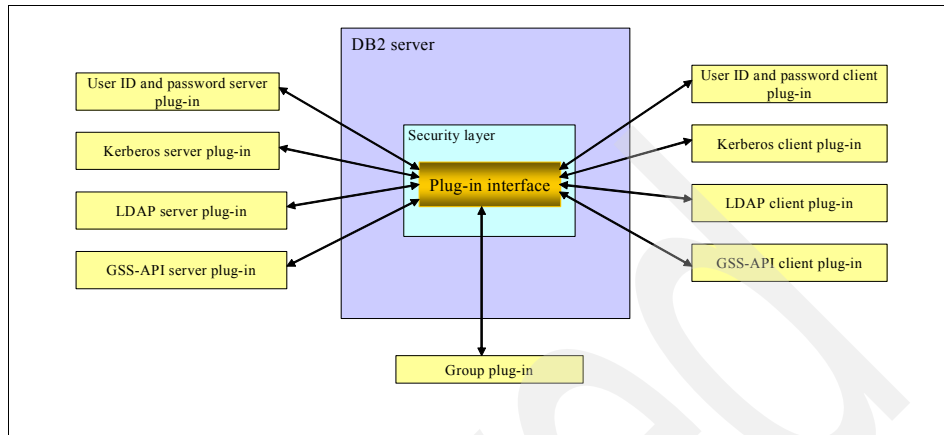 DB2 server
User ID and password server
plug-in
Kerberos server plug-in
LDAP server plug-in
GSS-API server plug-in
Security layer
Plug-in interface
User ID and password client
plug-in
Kerberos client plug-in
LDAP client plug-in
GSS-API client plug-in
Group plug-in